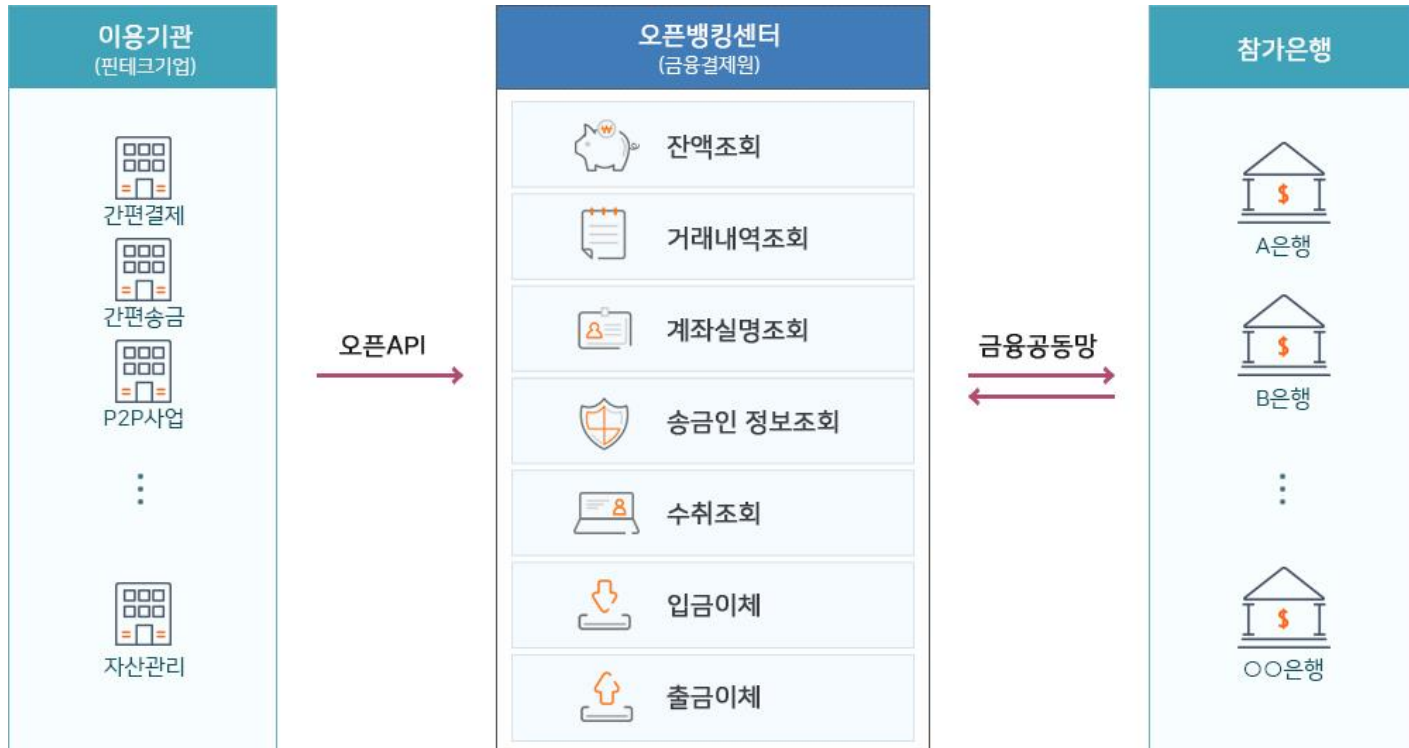 이용기관
(핀테크기업)
간편결제
간편송금
P2P사업
자산관리
오픈API
오픈뱅킹센터
(금융결제원)
₩
잔액조회
거래내역조회
계좌실명조회
송금인 정보조회
수취조회
입금이체
출금이체
금융공동망
참가은행
$
A은행
$
B은행
$
○○은행